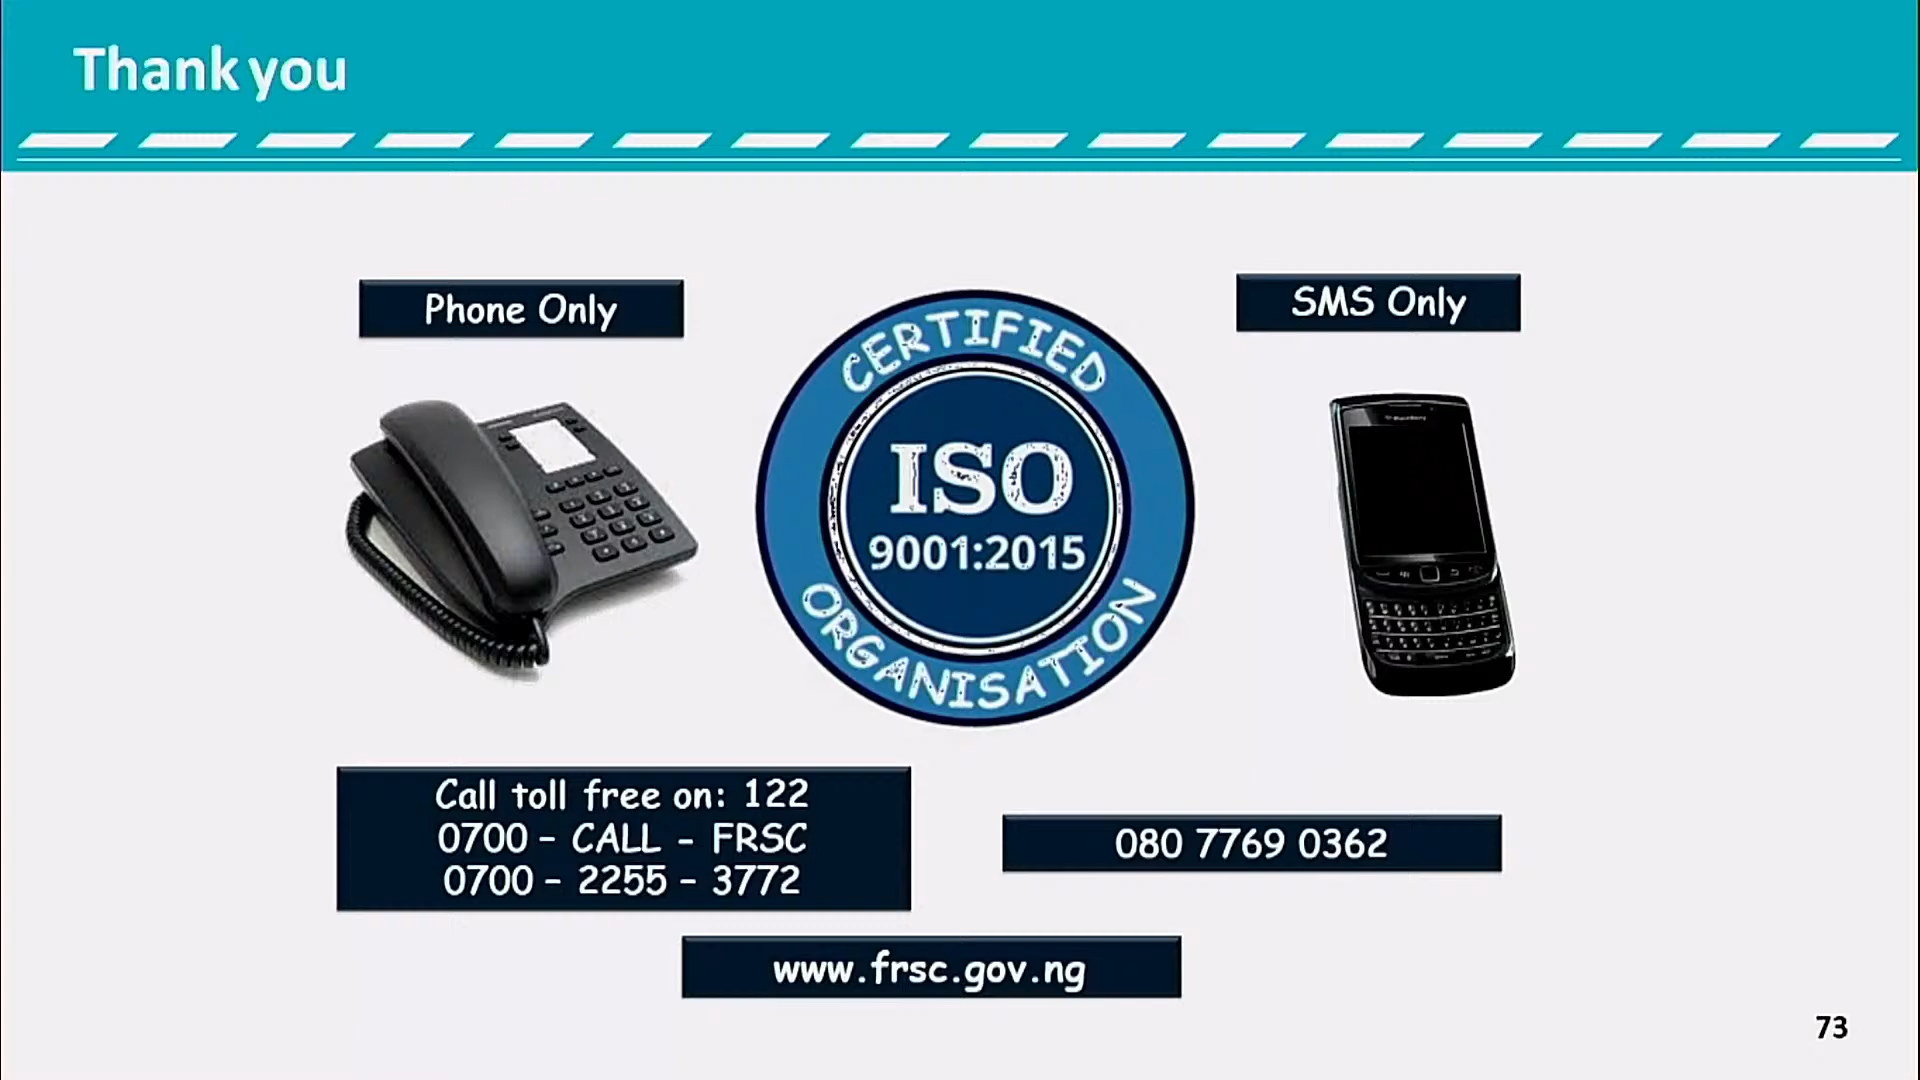 Thank you
Phone Only
SMS Only
CERTIFIED
ISO
9001:2015
ORGANISATION
Call toll free on: 122
0700 - CALL - FRSC
0700 - 2255 - 3772
080 7769 0362
www.frsc.gov.ng
73